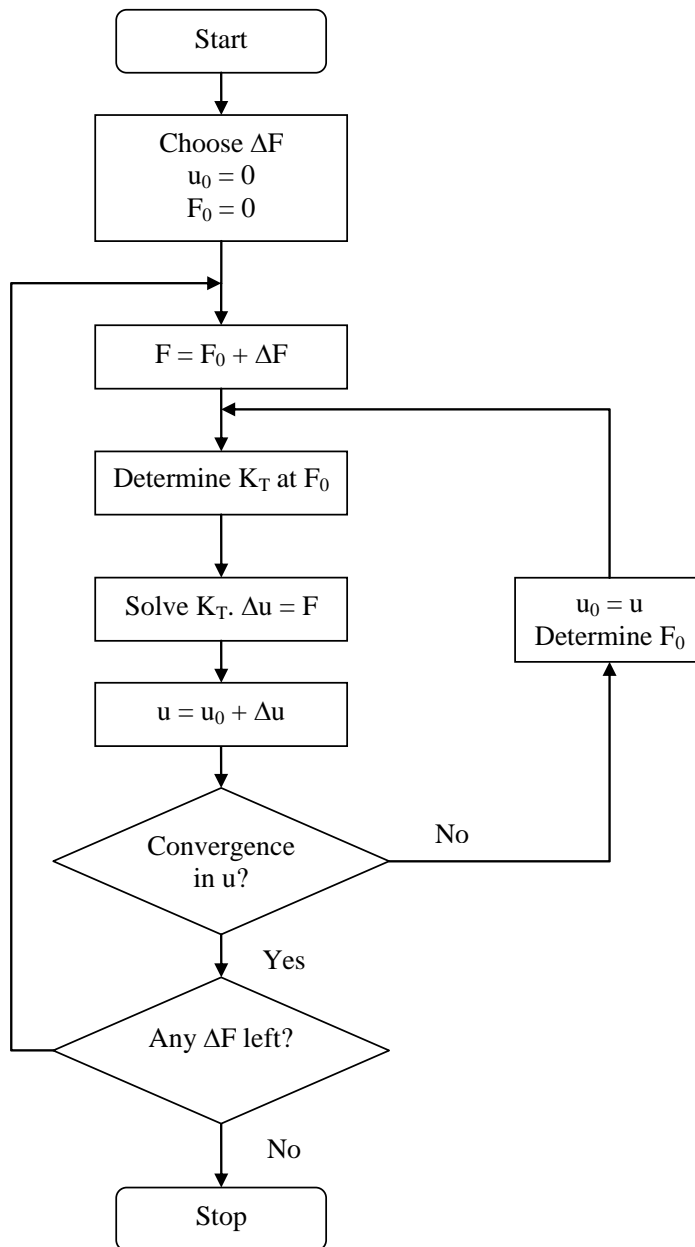 Start
Choose ΔF
u₀ = 0
F₀ = 0
F = F₀ + ΔF
Determine K_T at F₀
Solve K_T. Δu = F
u₀ = u
Determine F₀
u = u₀ + Δu
Convergence
in u?
No
Yes
Any ΔF left?
No
Stop